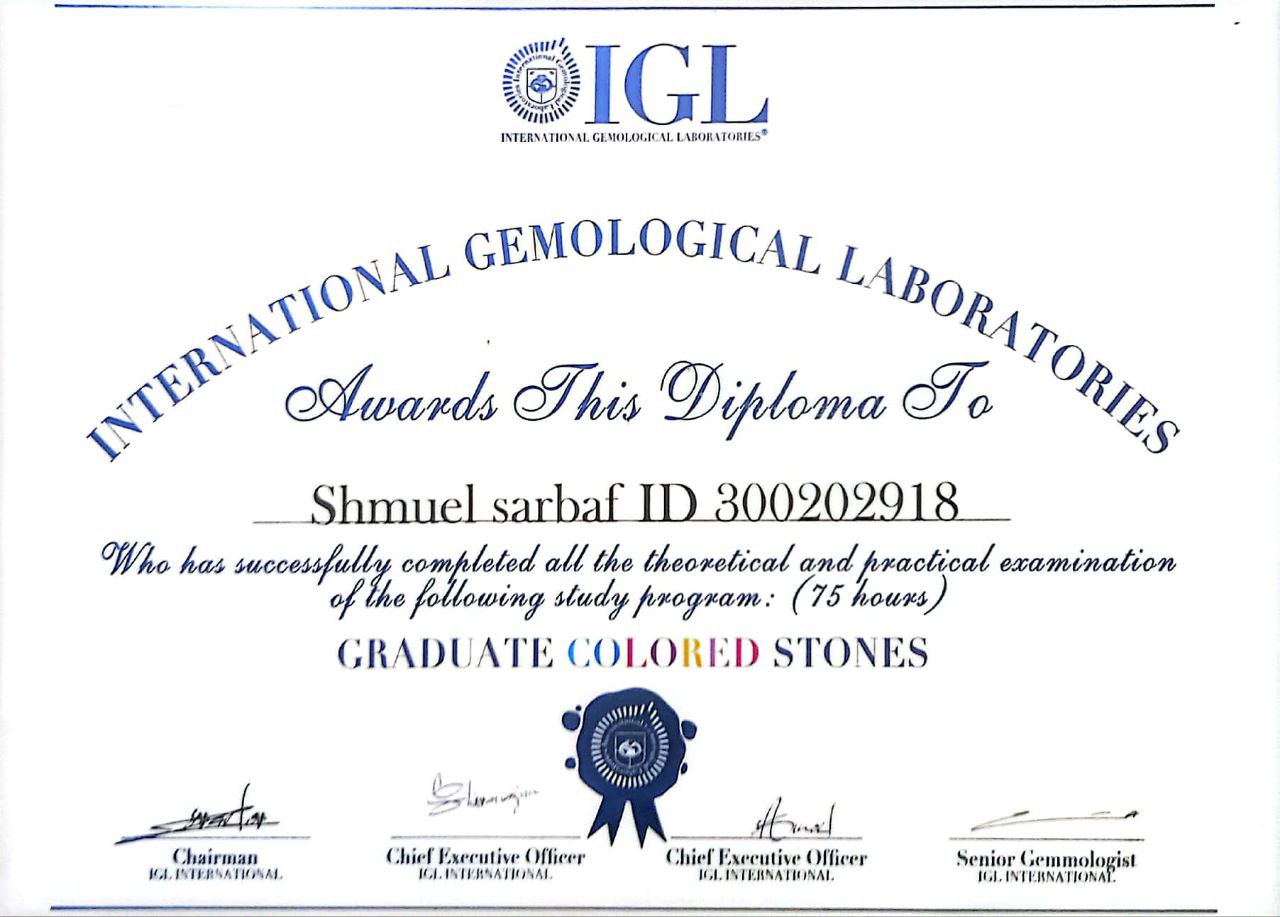 IGL
INTERNATIONAL GEMOLOGICAL LABORATORIES®
INTERNATIONAL GEMOLOGICAL LABORATORIES
Awards This Diploma To
Shmuel sarbaf ID 300202918
Who has successfully completed all the theoretical and practical examination
of the following study program: (75 hours)
GRADUATE COLORED STONES
Chairman
IGL INTERNATIONAL
Chief Executive Officer
IGL INTERNATIONAL
Chief Executive Officer
IGL INTERNATIONAL
Senior Gemmologist
IGL INTERNATIONAL